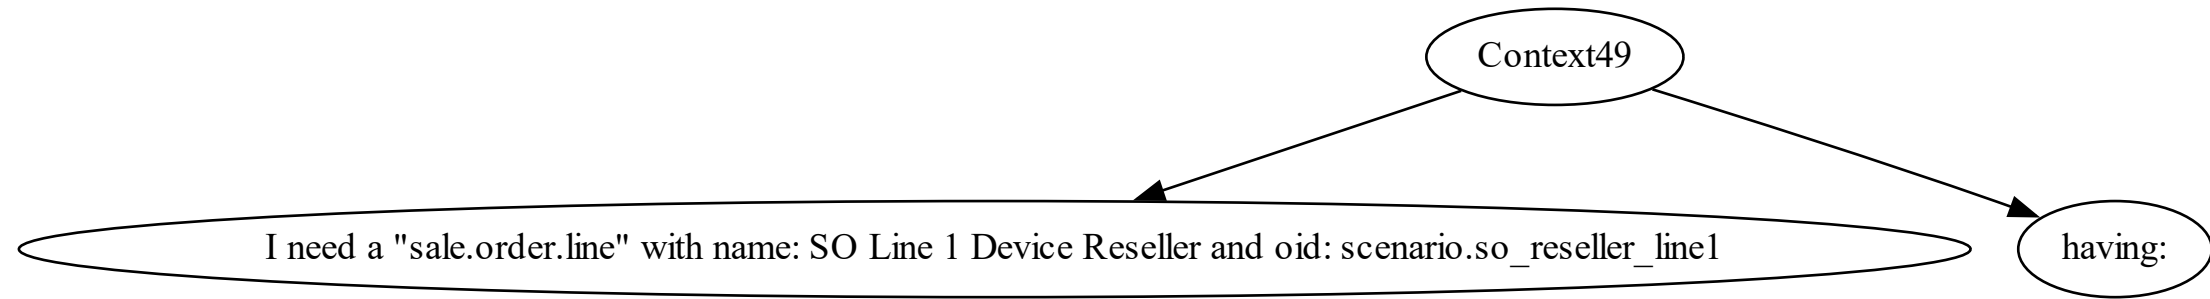 Context49
I need a "sale.order.line" with name: SO Line 1 Device Reseller and oid: scenario.so_reseller_line1
having: